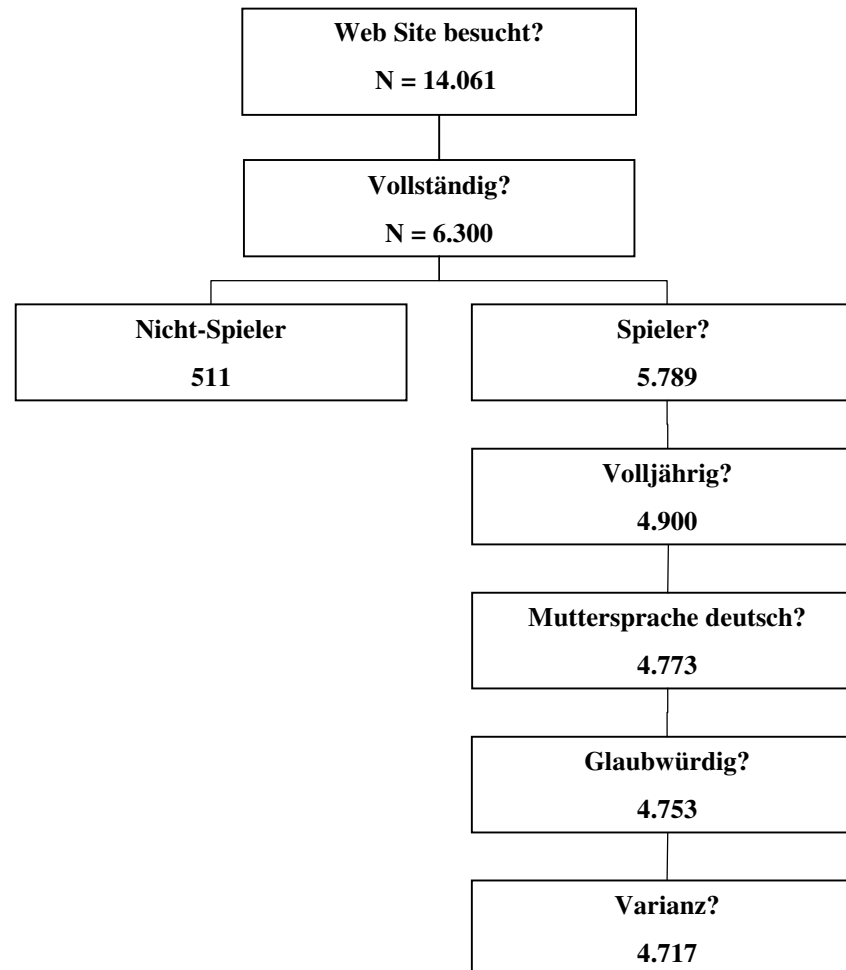 Web Site besucht?
N = 14.061
Vollständig?
N = 6.300
Nicht-Spieler
511
Spieler?
5.789
Volljährig?
4.900
Muttersprache deutsch?
4.773
Glaubwürdig?
4.753
Varianz?
4.717